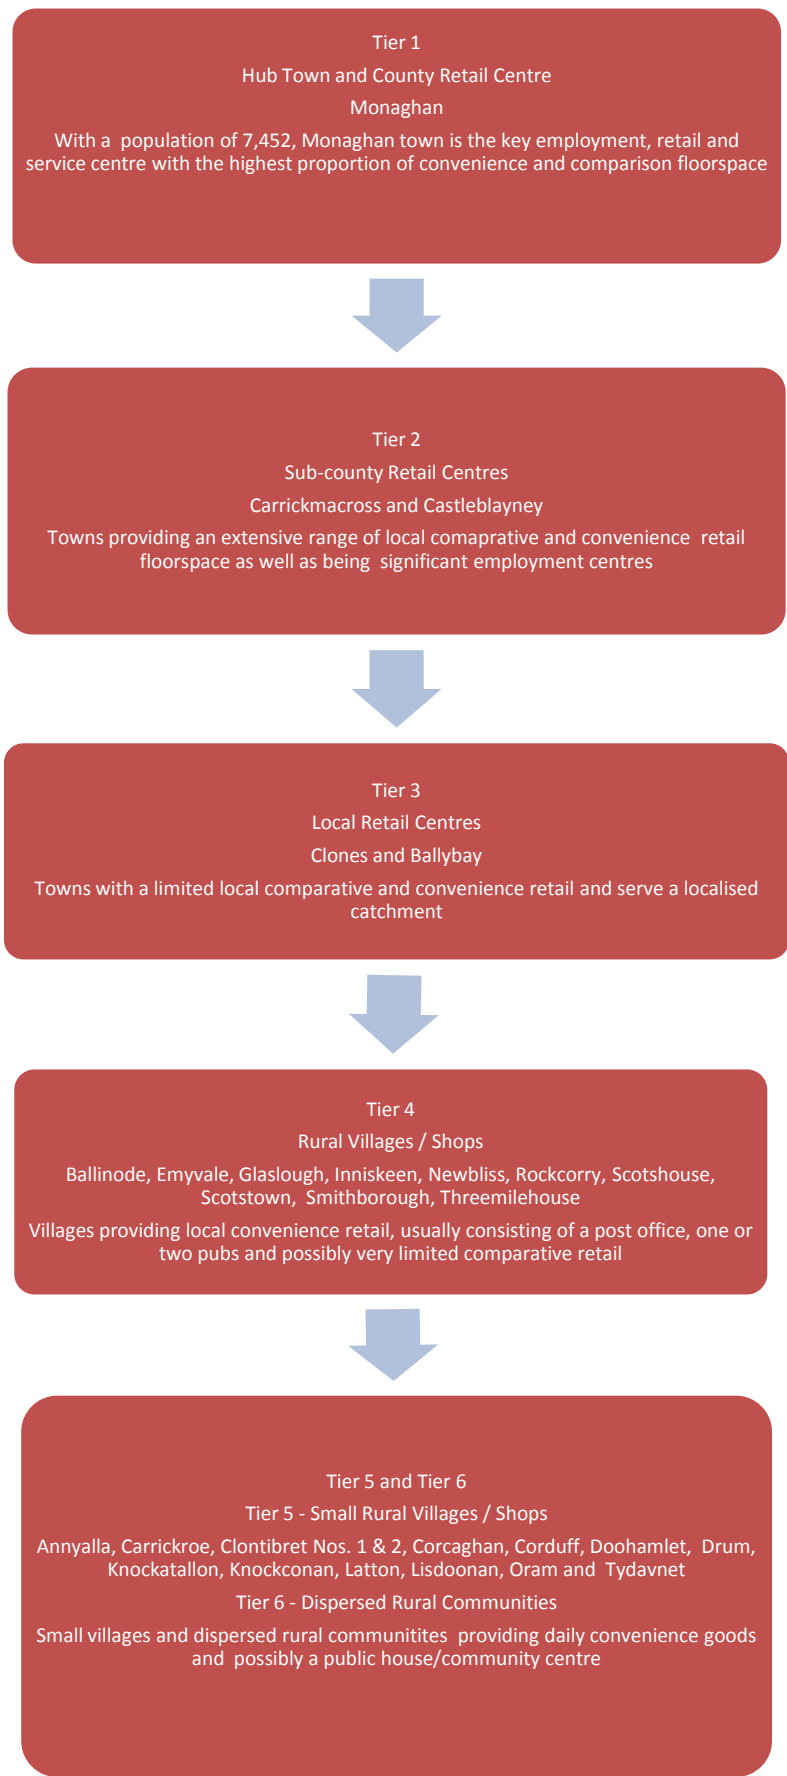 Tier 1
Hub Town and County Retail Centre
Monaghan
With a population of 7,452, Monaghan town is the key employment, retail and
service centre with the highest proportion of convenience and comparison floorspace
Tier 2
Sub-county Retail Centres
Carrickmacross and Castleblayney
Towns providing an extensive range of local comaprative and convenience retail
floorspace as well as being significant employment centres
Tier 3
Local Retail Centres
Clones and Ballybay
Towns with a limited local comparative and convenience retail and serve a localised
catchment
Tier 4
Rural Villages / Shops
Ballinode, Emyvale, Glaslough, Inniskeen, Newbliss, Rockcorry, Scotshouse,
Scotstown, Smithborough, Threemilehouse
Villages providing local convenience retail, usually consisting of a post office, one or
two pubs and possibly very limited comparative retail
Tier 5 and Tier 6
Tier 5 - Small Rural Villages / Shops
Annyalla, Carrickroe, Clontibret Nos. 1 & 2, Corcaghan, Corduff, Doohamlet, Drum,
Knockatallon, Knockconan, Latton, Lisdoonan, Oram and Tydavnet
Tier 6 - Dispersed Rural Communities
Small villages and dispersed rural communitites providing daily convenience goods
and possibly a public house/community centre